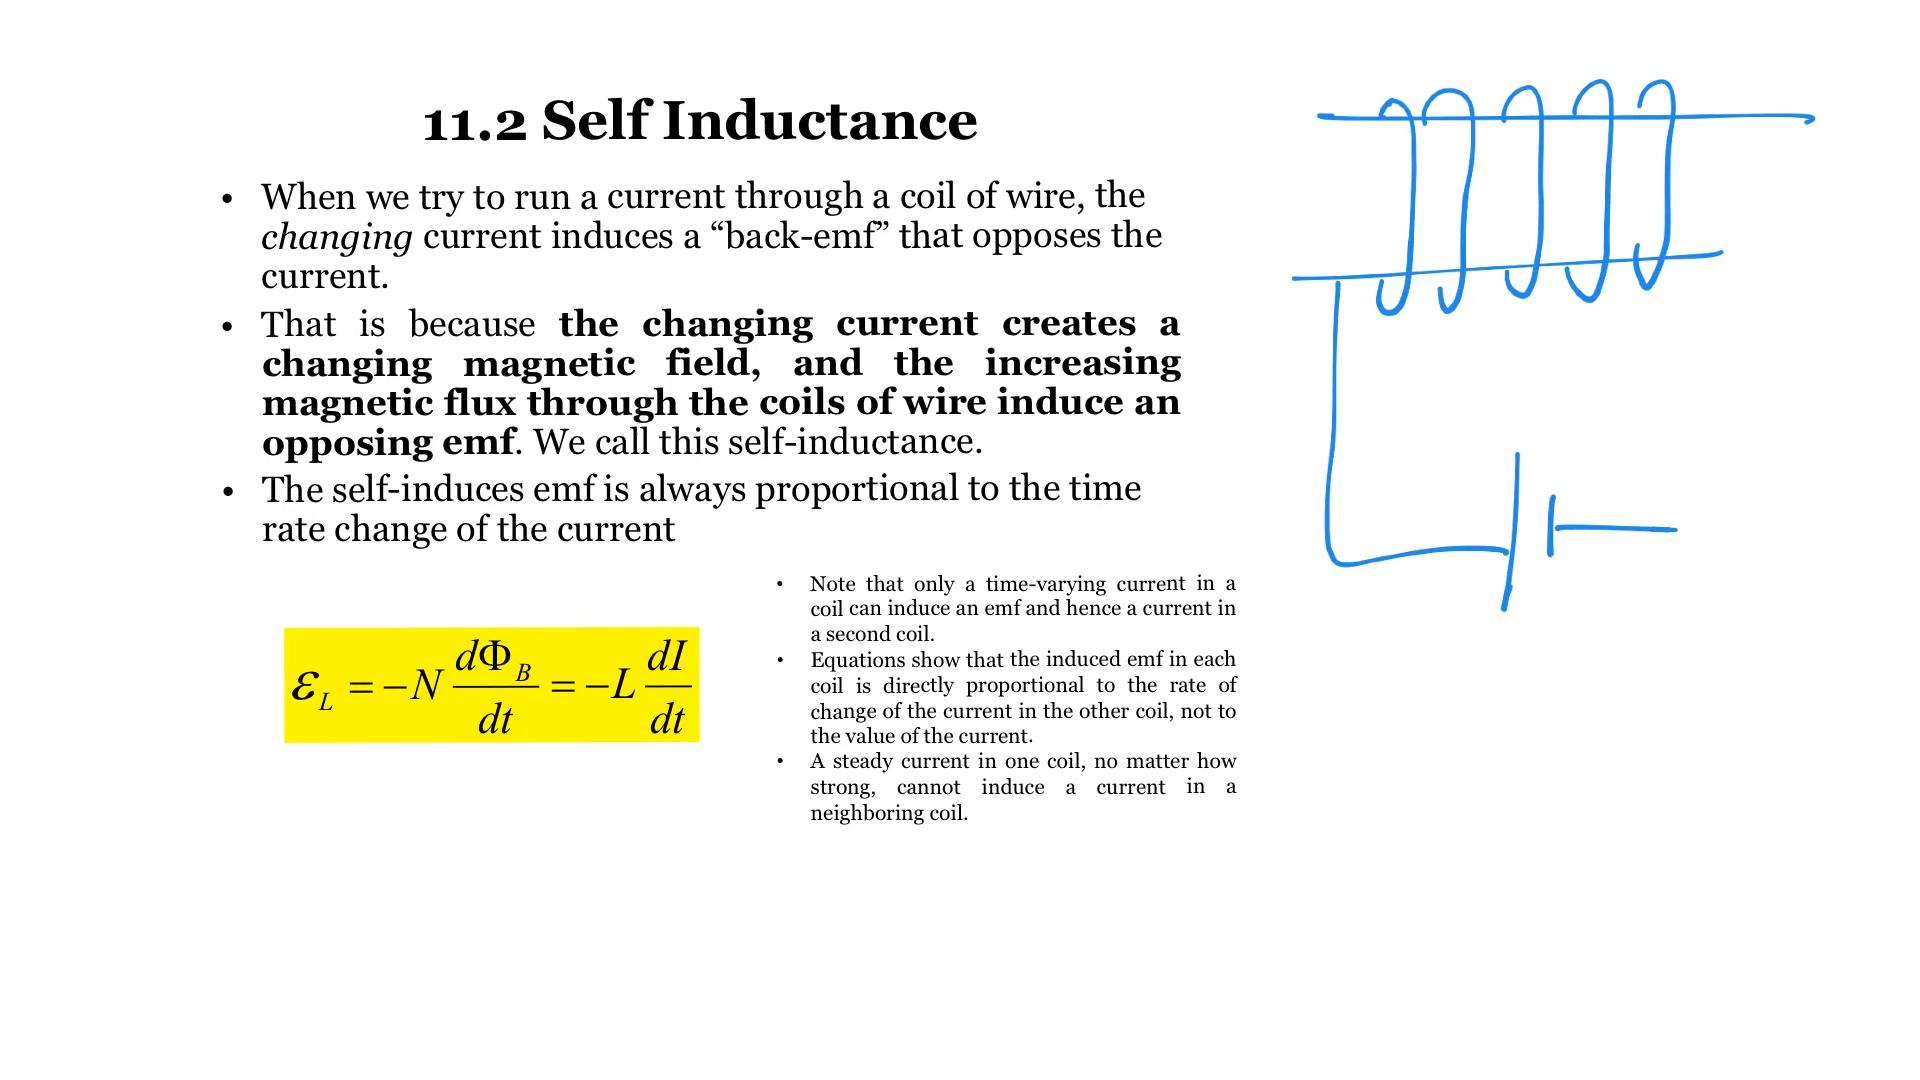 11.2 Self Inductance
• When we try to run a current through a coil of wire, the
changing current induces a “back-emf” that opposes the
current.
• That is because the changing current creates a
changing magnetic field, and the increasing
magnetic flux through the coils of wire induce an
opposing emf. We call this self-inductance.
• The self-induces emf is always proportional to the time
rate change of the current
ε_L = −N dΦ_B/dt = −L dI/dt
• Note that only a time-varying current in a
coil can induce an emf and hence a current in
a second coil.
• Equations show that the induced emf in each
coil is directly proportional to the rate of
change of the current in the other coil, not to
the value of the current.
• A steady current in one coil, no matter how
strong, cannot induce a current in a
neighboring coil.